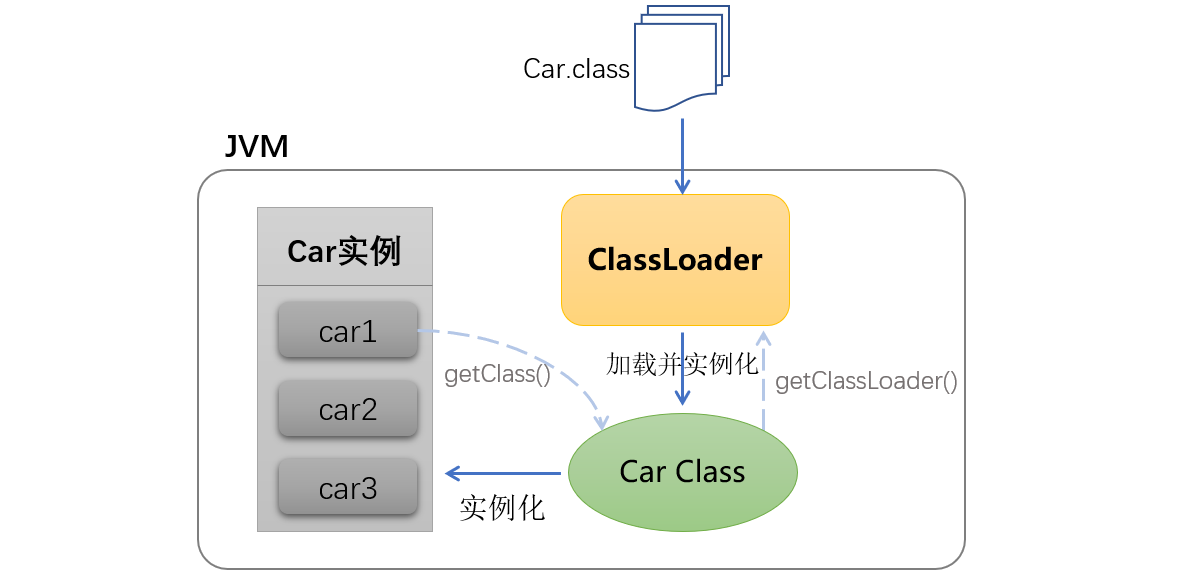 Car.class
JVM
ClassLoader
Car实例
car1
car2
car3
getClass()
加载并实例化
getClassLoader()
Car Class
实例化